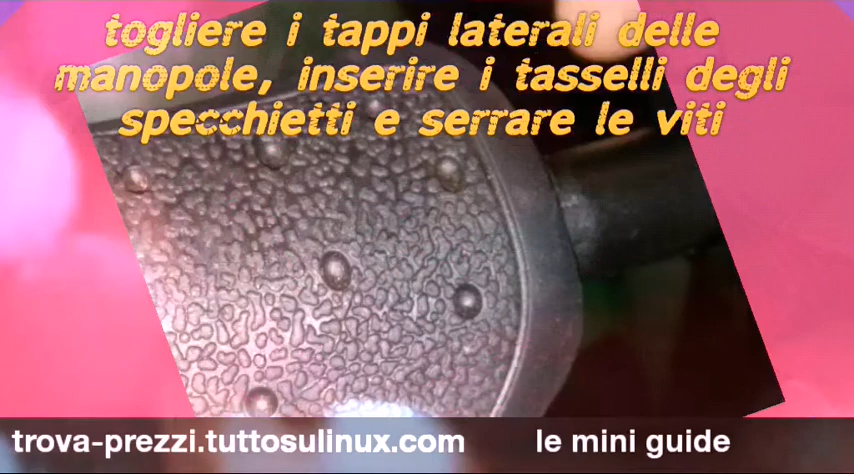 togliere i tappi laterali delle
manopole, inserire i tasselli degli
specchietti e serrare le viti
trova-prezzi.tuttosulinux.com le mini guide